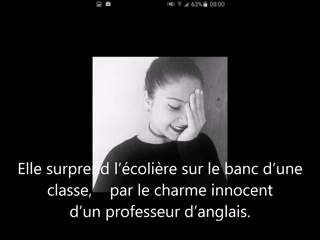 63% 08:00
Elle surprend l'écolière sur le banc d'une
classe, par le charme innocent
d'un professeur d'anglais.